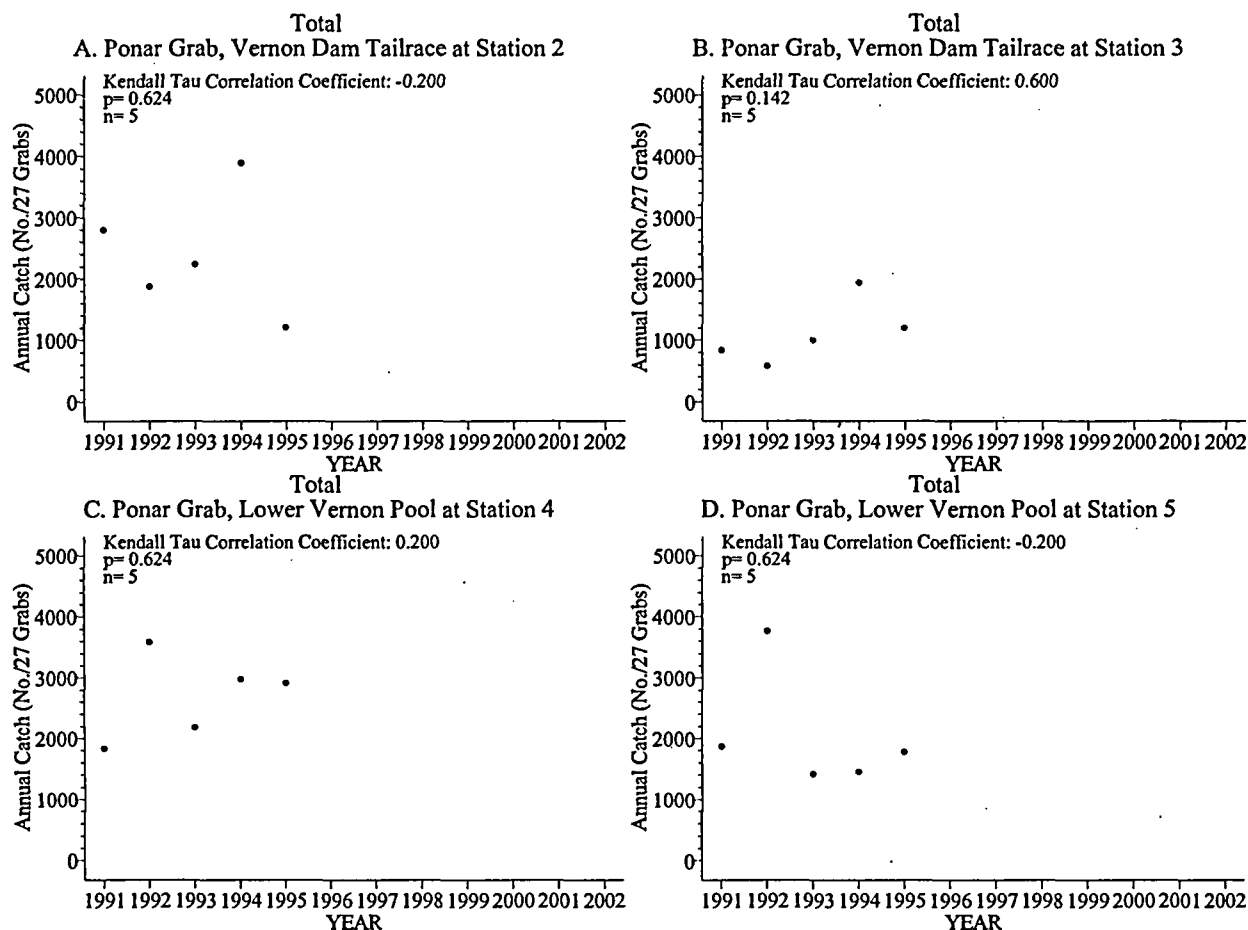 Total
A. Ponar Grab, Vernon Dam Tailrace at Station 2
Kendall Tau Correlation Coefficient: -0.200
p= 0.624
n= 5
Annual Catch (No./27 Grabs)
5000
4000
3000
2000
1000
0
1991 1992 1993 1994 1995 1996 1997 1998 1999 2000 2001 2002
YEAR
Total
B. Ponar Grab, Vernon Dam Tailrace at Station 3
Kendall Tau Correlation Coefficient: 0.600
p= 0.142
n= 5
Annual Catch (No./27 Grabs)
5000
4000
3000
2000
1000
0
1991 1992 1993 1994 1995 1996 1997 1998 1999 2000 2001 2002
YEAR
Total
C. Ponar Grab, Lower Vernon Pool at Station 4
Kendall Tau Correlation Coefficient: 0.200
p= 0.624
n= 5
Annual Catch (No./27 Grabs)
5000
4000
3000
2000
1000
0
1991 1992 1993 1994 1995 1996 1997 1998 1999 2000 2001 2002
YEAR
Total
D. Ponar Grab, Lower Vernon Pool at Station 5
Kendall Tau Correlation Coefficient: -0.200
p= 0.624
n= 5
Annual Catch (No./27 Grabs)
5000
4000
3000
2000
1000
0
1991 1992 1993 1994 1995 1996 1997 1998 1999 2000 2001 2002
YEAR